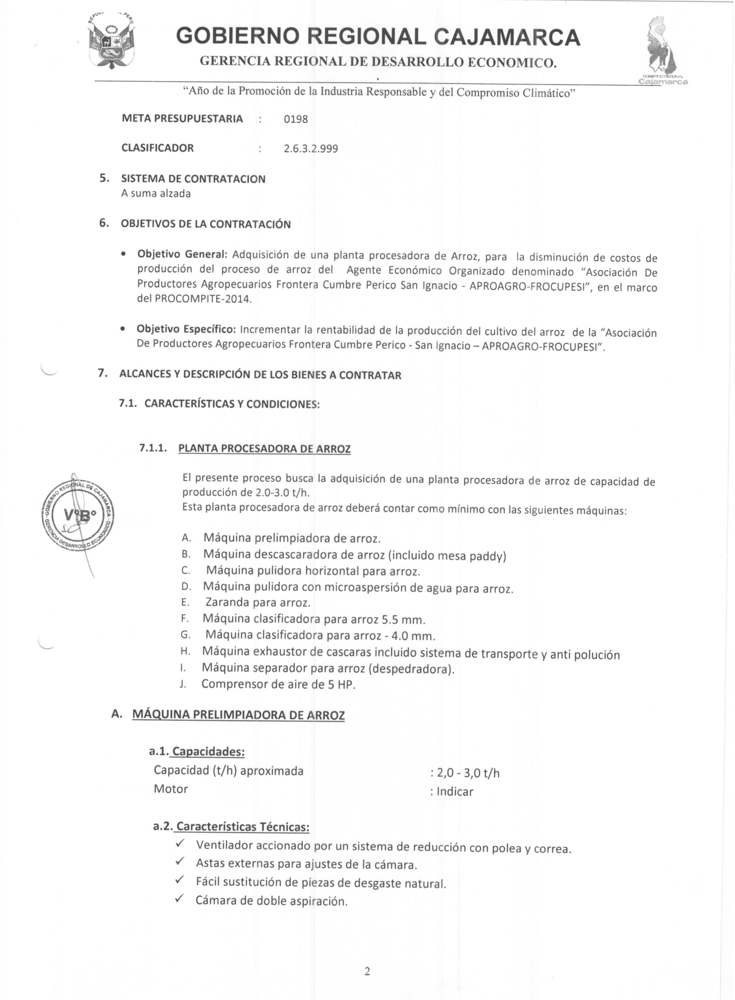 REPU PERU
GOBIERNO REGIONAL CAJAMARCA
GERENCIA REGIONAL DE DESARROLLO ECONOMICO.
GOBIERNO REGIONAL
Cajamarca
“Año de la Promoción de la Industria Responsable y del Compromiso Climático”
META PRESUPUESTARIA : 0198
CLASIFICADOR : 2.6.3.2.999
5. SISTEMA DE CONTRATACION
A suma alzada
6. OBJETIVOS DE LA CONTRATACIÓN
• Objetivo General: Adquisición de una planta procesadora de Arroz, para la disminución de costos de
producción del proceso de arroz del Agente Económico Organizado denominado “Asociación De
Productores Agropecuarios Frontera Cumbre Perico San Ignacio - APROAGRO-FROCUPESI”, en el marco
del PROCOMPITE-2014.
• Objetivo Específico: Incrementar la rentabilidad de la producción del cultivo del arroz de la “Asociación
De Productores Agropecuarios Frontera Cumbre Perico - San Ignacio – APROAGRO-FROCUPESI”.
7. ALCANCES Y DESCRIPCIÓN DE LOS BIENES A CONTRATAR
7.1. CARACTERÍSTICAS Y CONDICIONES:
7.1.1. PLANTA PROCESADORA DE ARROZ
El presente proceso busca la adquisición de una planta procesadora de arroz de capacidad de
producción de 2.0-3.0 t/h.
Esta planta procesadora de arroz deberá contar como mínimo con las siguientes máquinas:
GOBIERNO REGIONAL DE CAJAMARCA
V°B°
GERENCIA DESARROLLO ECONOMICO
A. Máquina prelimpiadora de arroz.
B. Máquina descascaradora de arroz (incluido mesa paddy)
C. Máquina pulidora horizontal para arroz.
D. Máquina pulidora con microaspersión de agua para arroz.
E. Zaranda para arroz.
F. Máquina clasificadora para arroz 5.5 mm.
G. Máquina clasificadora para arroz - 4.0 mm.
H. Máquina exhaustor de cascaras incluido sistema de transporte y anti polución
I. Máquina separador para arroz (despedradora).
J. Comprensor de aire de 5 HP.
A. MÁQUINA PRELIMPIADORA DE ARROZ
a.1. Capacidades:
Capacidad (t/h) aproximada : 2,0 - 3,0 t/h
Motor : Indicar
a.2. Características Técnicas:
✓ Ventilador accionado por un sistema de reducción con polea y correa.
✓ Astas externas para ajustes de la cámara.
✓ Fácil sustitución de piezas de desgaste natural.
✓ Cámara de doble aspiración.
2